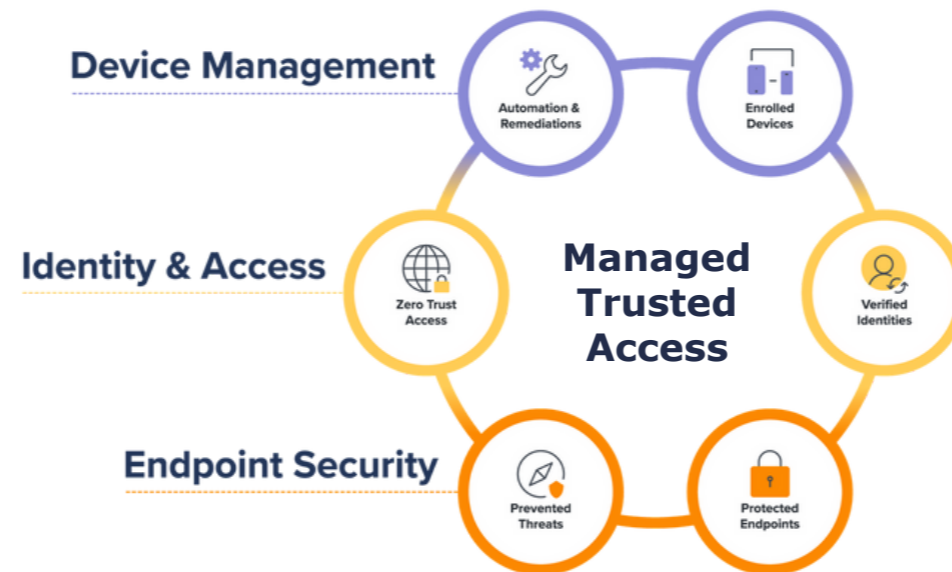 Device Management
Automation &
Remediations
Enrolled
Devices
Identity & Access
Zero Trust
Access
Managed
Trusted
Access
Verified
Identities
Endpoint Security
Prevented
Threats
Protected
Endpoints